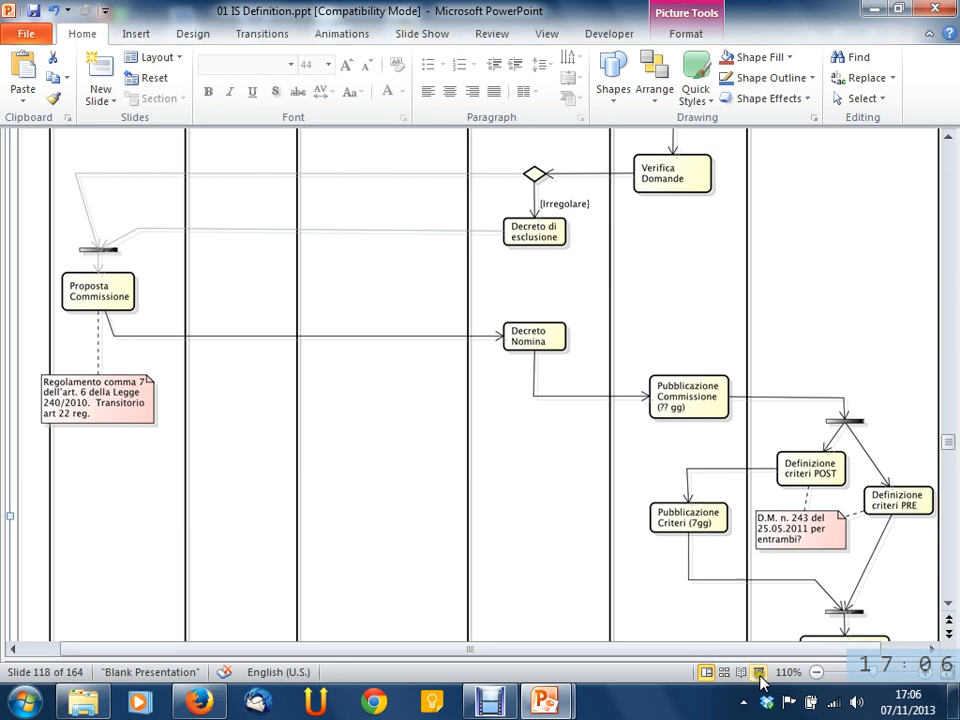 01 IS Definition.ppt [Compatibility Mode] - Microsoft PowerPoint
Picture Tools
File Home Insert Design Transitions Animations Slide Show Review View Developer Format
Paste
Clipboard
New
Slide
Layout
Reset
Section
Slides
44
B I U S abc AV Aa A
Font
Paragraph
Shapes
Arrange
Quick
Styles
Shape Fill
Shape Outline
Shape Effects
Drawing
Find
Replace
Select
Editing
Verifica
Domande
[Irregolare]
Decreto di
esclusione
Proposta
Commissione
Decreto
Nomina
Regolamento comma 7
dell'art. 6 della Legge
240/2010. Transitorio
art 22 reg.
Pubblicazione
Commissione
(?? gg)
Definizione
criteri POST
Definizione
criteri PRE
Pubblicazione
Criteri (7gg)
D.M. n. 243 del
25.05.2011 per
entrambi?
Slide 118 of 164
"Blank Presentation"
English (U.S.)
110%
17:06
17:06
07/11/2013